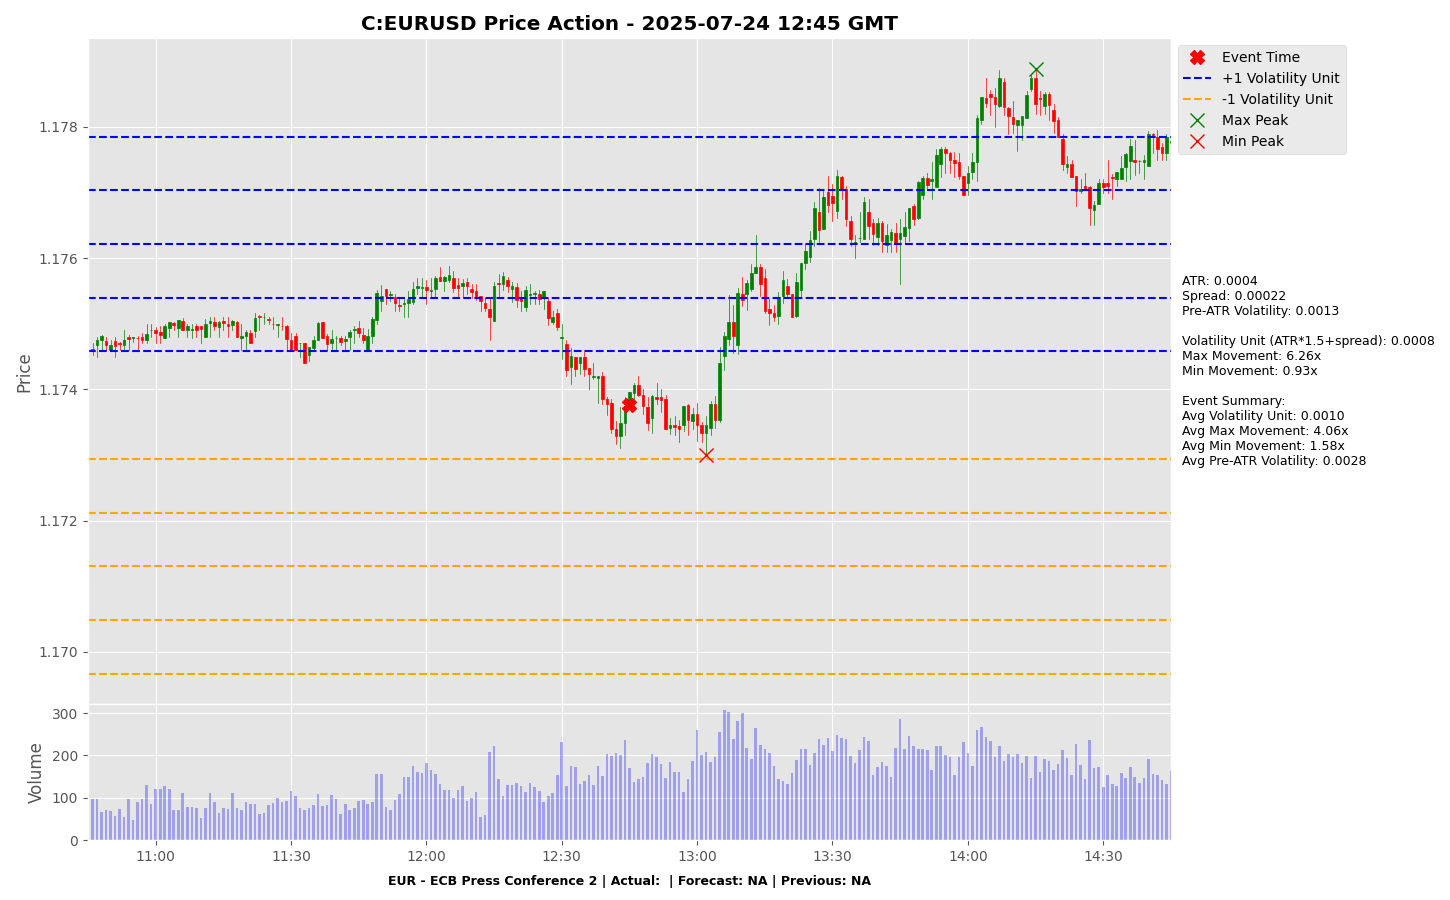 C:EURUSD Price Action - 2025-07-24 12:45 GMT
Event Time
+1 Volatility Unit
-1 Volatility Unit
Max Peak
Min Peak
1.178
1.176
1.174
1.172
1.170
Price
ATR: 0.0004
Spread: 0.00022
Pre-ATR Volatility: 0.0013
Volatility Unit (ATR*1.5+spread): 0.0008
Max Movement: 6.26x
Min Movement: 0.93x
Event Summary:
Avg Volatility Unit: 0.0010
Avg Max Movement: 4.06x
Avg Min Movement: 1.58x
Avg Pre-ATR Volatility: 0.0028
300
200
100
0
Volume
11:00
11:30
12:00
12:30
13:00
13:30
14:00
14:30
EUR - ECB Press Conference 2 | Actual:  | Forecast: NA | Previous: NA